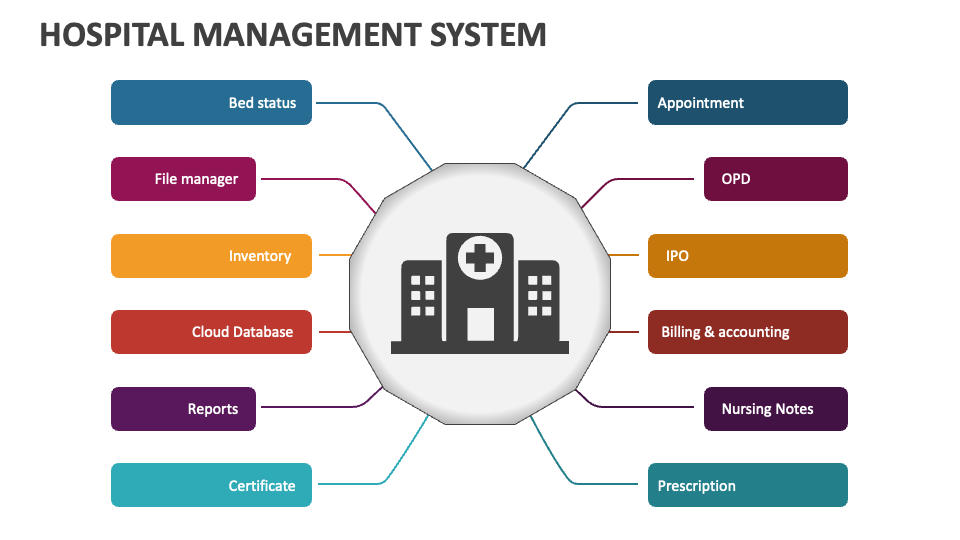 HOSPITAL MANAGEMENT SYSTEM
Bed status
File manager
Inventory
Cloud Database
Reports
Certificate
Appointment
OPD
IPO
Billing & accounting
Nursing Notes
Prescription